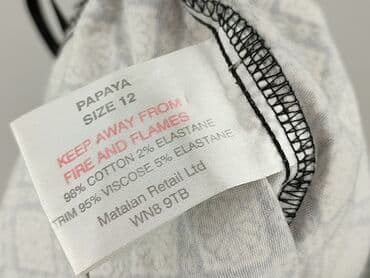 PAPAYA
SIZE 12
KEEP AWAY FROM
FIRE AND FLAMES
98% COTTON 2% ELASTANE
TRIM 95% VISCOSE 5% ELASTANE
Matalan Retail Ltd
WN8 9TB